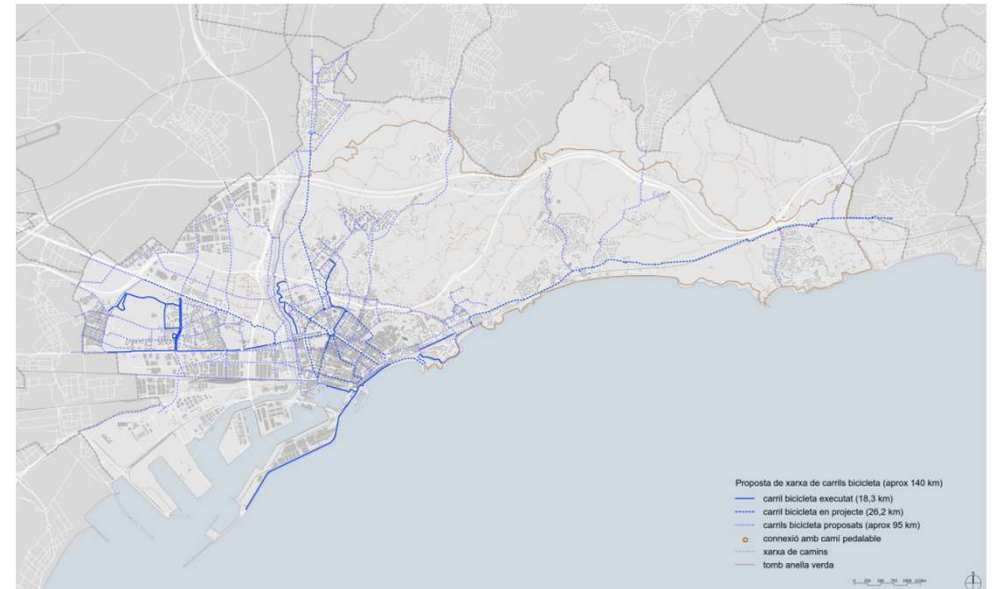 Proposta de xarxa de carrils bicicleta (aprox 140 km)
carril bicicleta executat (18,3 km)
carril bicicleta en projecte (26,2 km)
carrils bicicleta proposats (aprox 95 km)
connexió amb camí pedalable
xarxa de camins
tomb anella verda